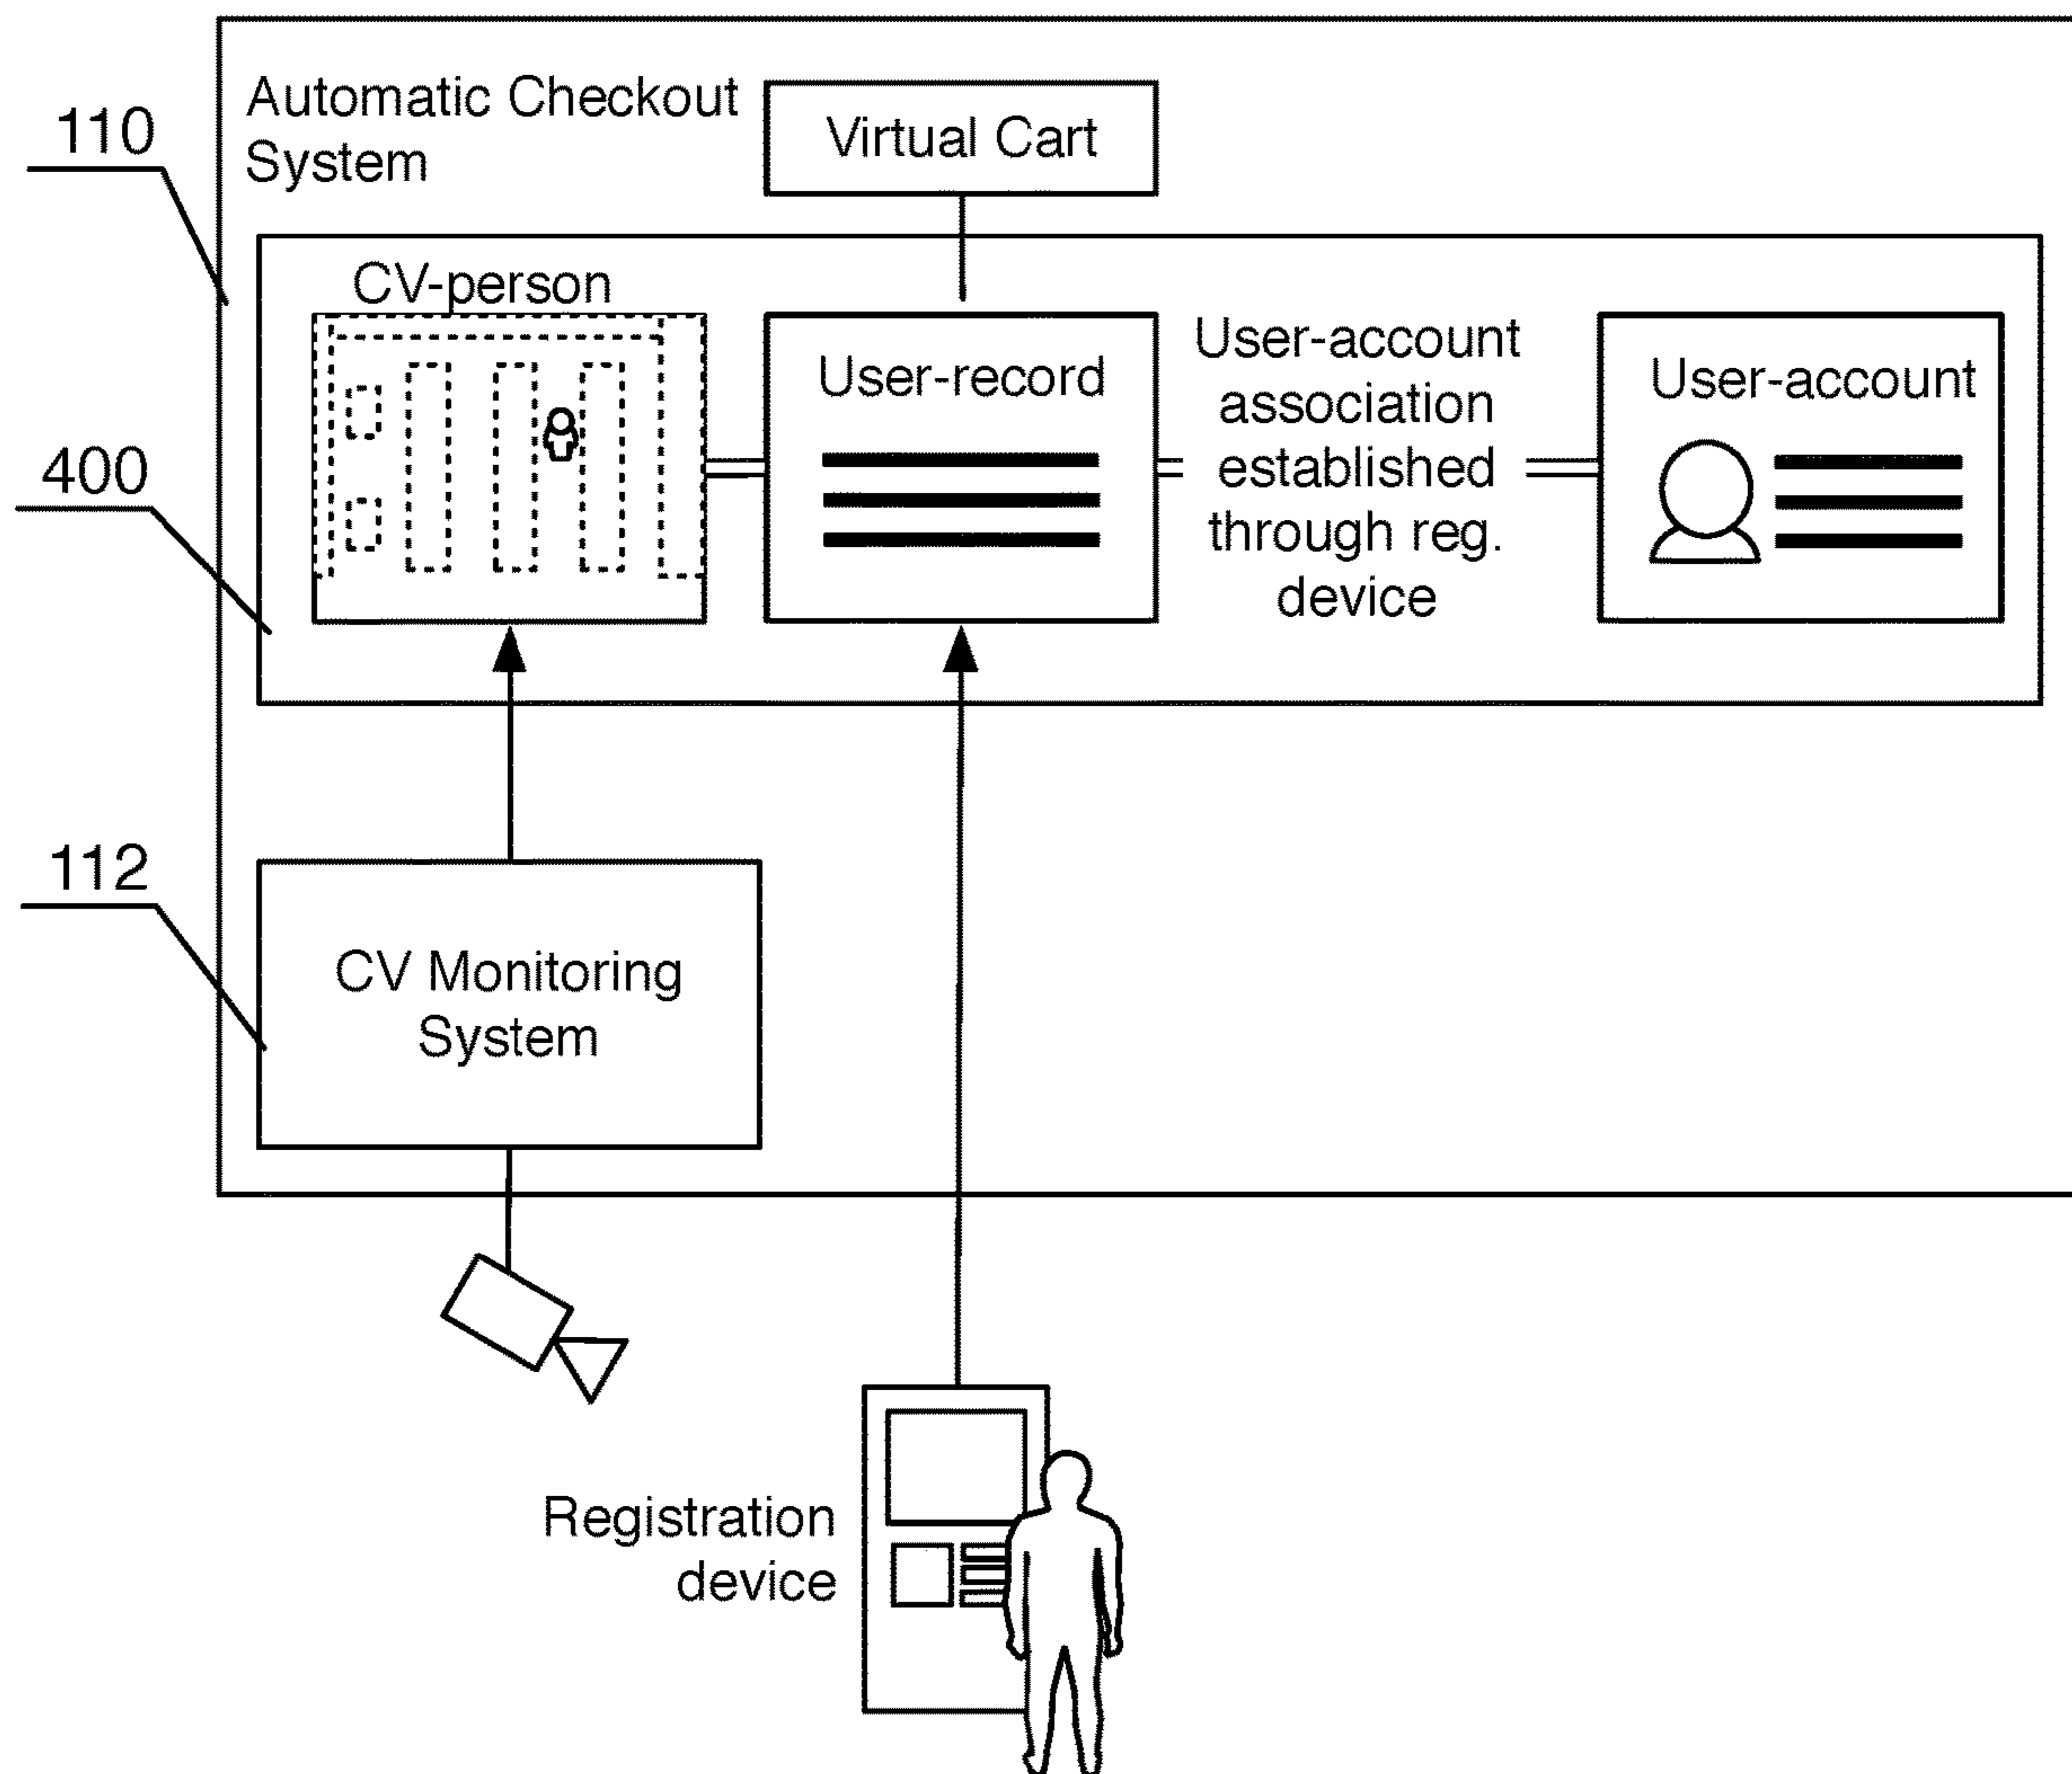 110
Automatic Checkout
System
Virtual Cart
400
CV-person
User-record
User-account
association
established
through reg.
device
User-account
112
CV Monitoring
System
Registration
device